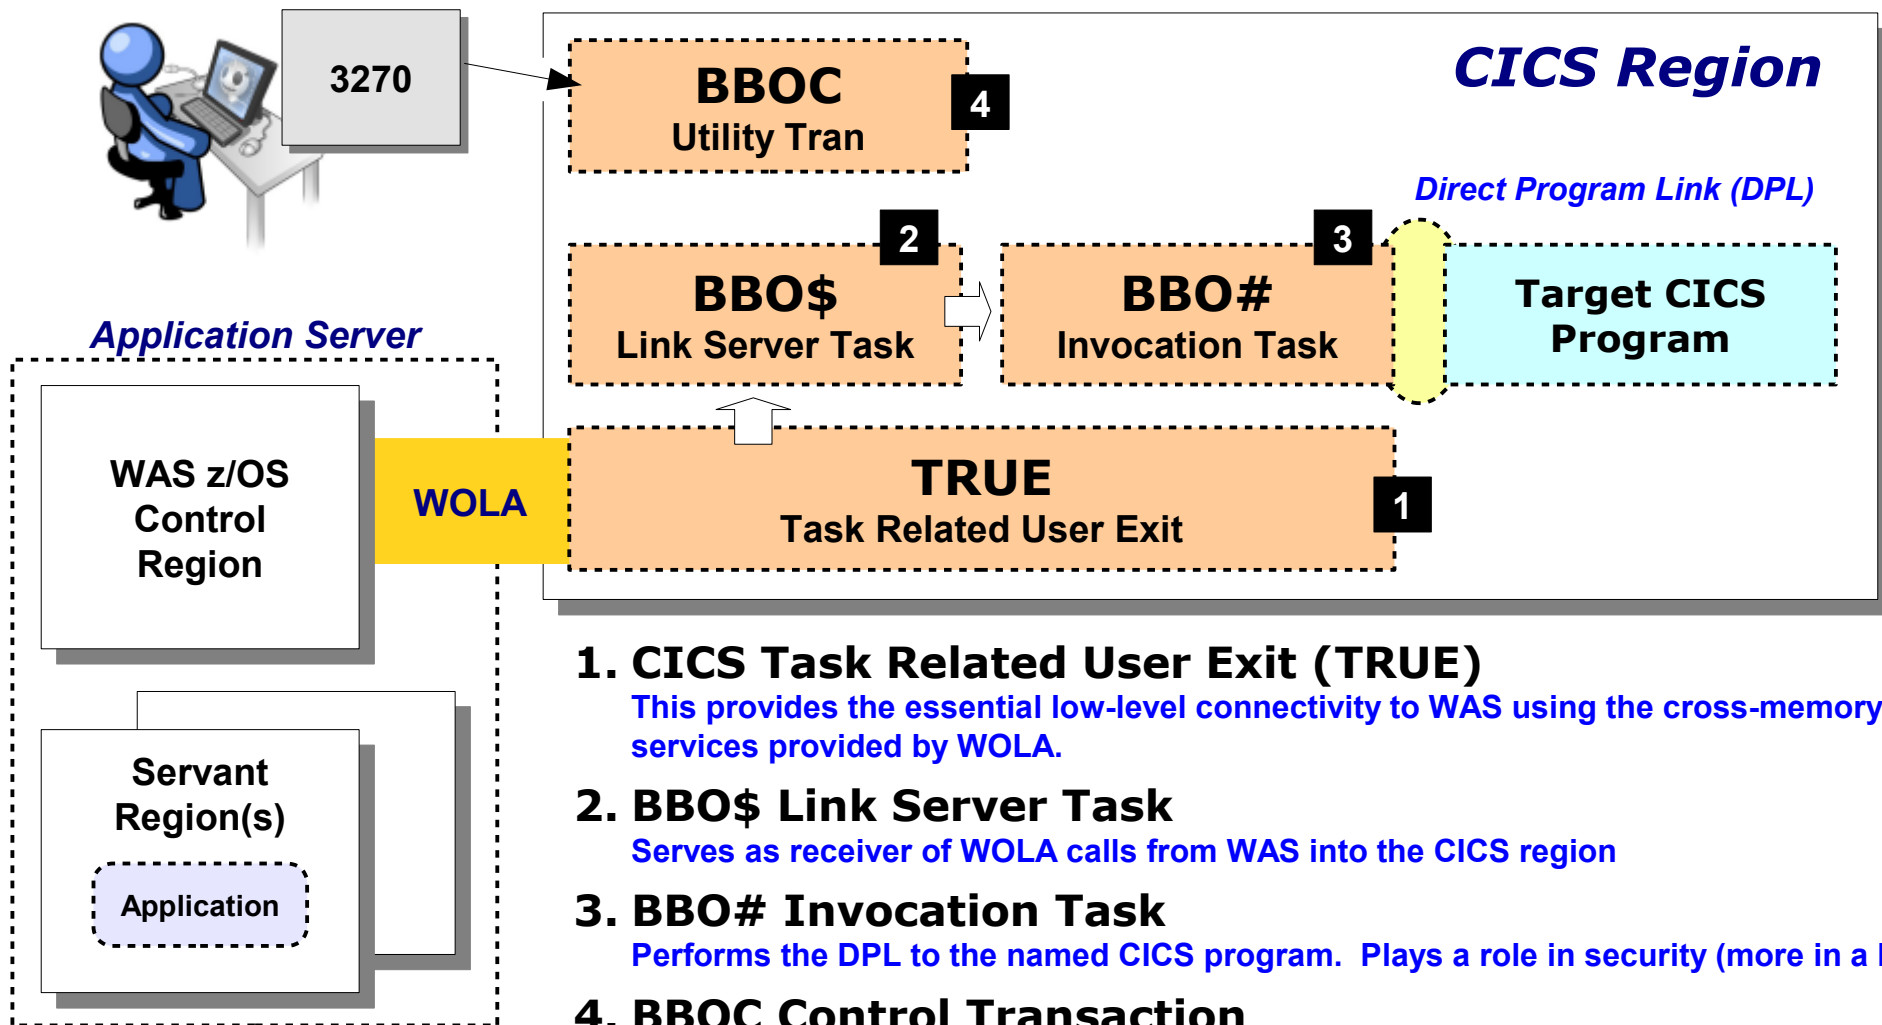 3270
BBOC
Utility Tran
4
CICS Region
Direct Program Link (DPL)
2
3
BBO$
Link Server Task
BBO#
Invocation Task
Target CICS
Program
Application Server
WAS z/OS
Control
Region
WOLA
TRUE
Task Related User Exit
1
Servant
Region(s)
Application
1. CICS Task Related User Exit (TRUE)
This provides the essential low-level connectivity to WAS using the cross-memory
services provided by WOLA.
2. BBO$ Link Server Task
Serves as receiver of WOLA calls from WAS into the CICS region
3. BBO# Invocation Task
Performs the DPL to the named CICS program. Plays a role in security (more in a
4. BBOC Control Transaction